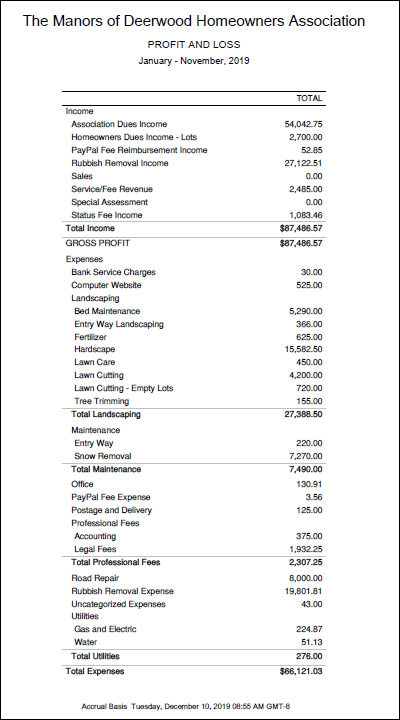 The Manors of Deerwood Homeowners Association
PROFIT AND LOSS
January - November, 2019
TOTAL
Income
Association Dues Income 54,042.75
Homeowners Dues Income - Lots 2,700.00
PayPal Fee Reimbursement Income 52.85
Rubbish Removal Income 27,122.51
Sales 0.00
Service/Fee Revenue 2,485.00
Special Assessment 0.00
Status Fee Income 1,083.46
Total Income $87,486.57
GROSS PROFIT $87,486.57
Expenses
Bank Service Charges 30.00
Computer Website 525.00
Landscaping
Bed Maintenance 5,290.00
Entry Way Landscaping 366.00
Fertilizer 625.00
Hardscape 15,582.50
Lawn Care 450.00
Lawn Cutting 4,200.00
Lawn Cutting - Empty Lots 720.00
Tree Trimming 155.00
Total Landscaping 27,388.50
Maintenance
Entry Way 220.00
Snow Removal 7,270.00
Total Maintenance 7,490.00
Office 130.91
PayPal Fee Expense 3.56
Postage and Delivery 125.00
Professional Fees
Accounting 375.00
Legal Fees 1,932.25
Total Professional Fees 2,307.25
Road Repair 8,000.00
Rubbish Removal Expense 19,801.81
Uncategorized Expenses 43.00
Utilities
Gas and Electric 224.87
Water 51.13
Total Utilities 276.00
Total Expenses $66,121.03
Accrual Basis Tuesday, December 10, 2019 08:55 AM GMT-8